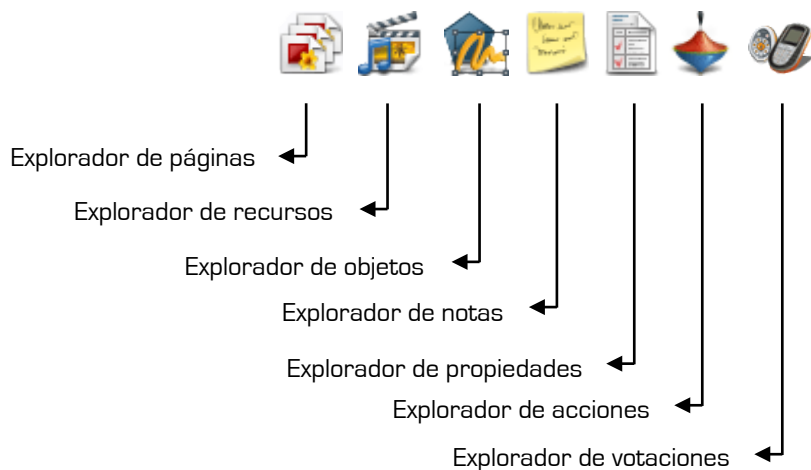 Explorador de páginas
Explorador de recursos
Explorador de objetos
Explorador de notas
Explorador de propiedades
Explorador de acciones
Explorador de votaciones